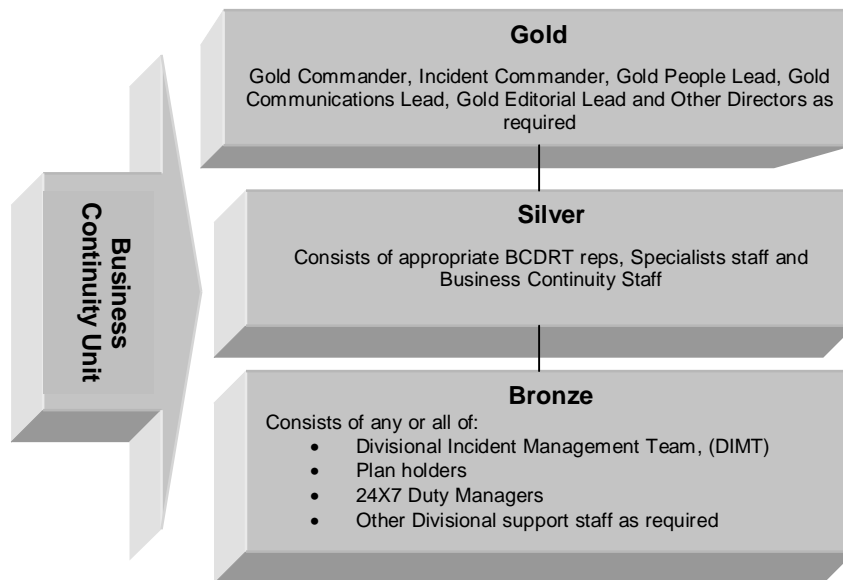 Gold
Gold Commander, Incident Commander, Gold People Lead, Gold
Communications Lead, Gold Editorial Lead and Other Directors as
required
Business
Continuity Unit
Silver
Consists of appropriate BCDRT reps, Specialists staff and
Business Continuity Staff
Bronze
Consists of any or all of:
• Divisional Incident Management Team, (DIMT)
• Plan holders
• 24X7 Duty Managers
• Other Divisional support staff as required